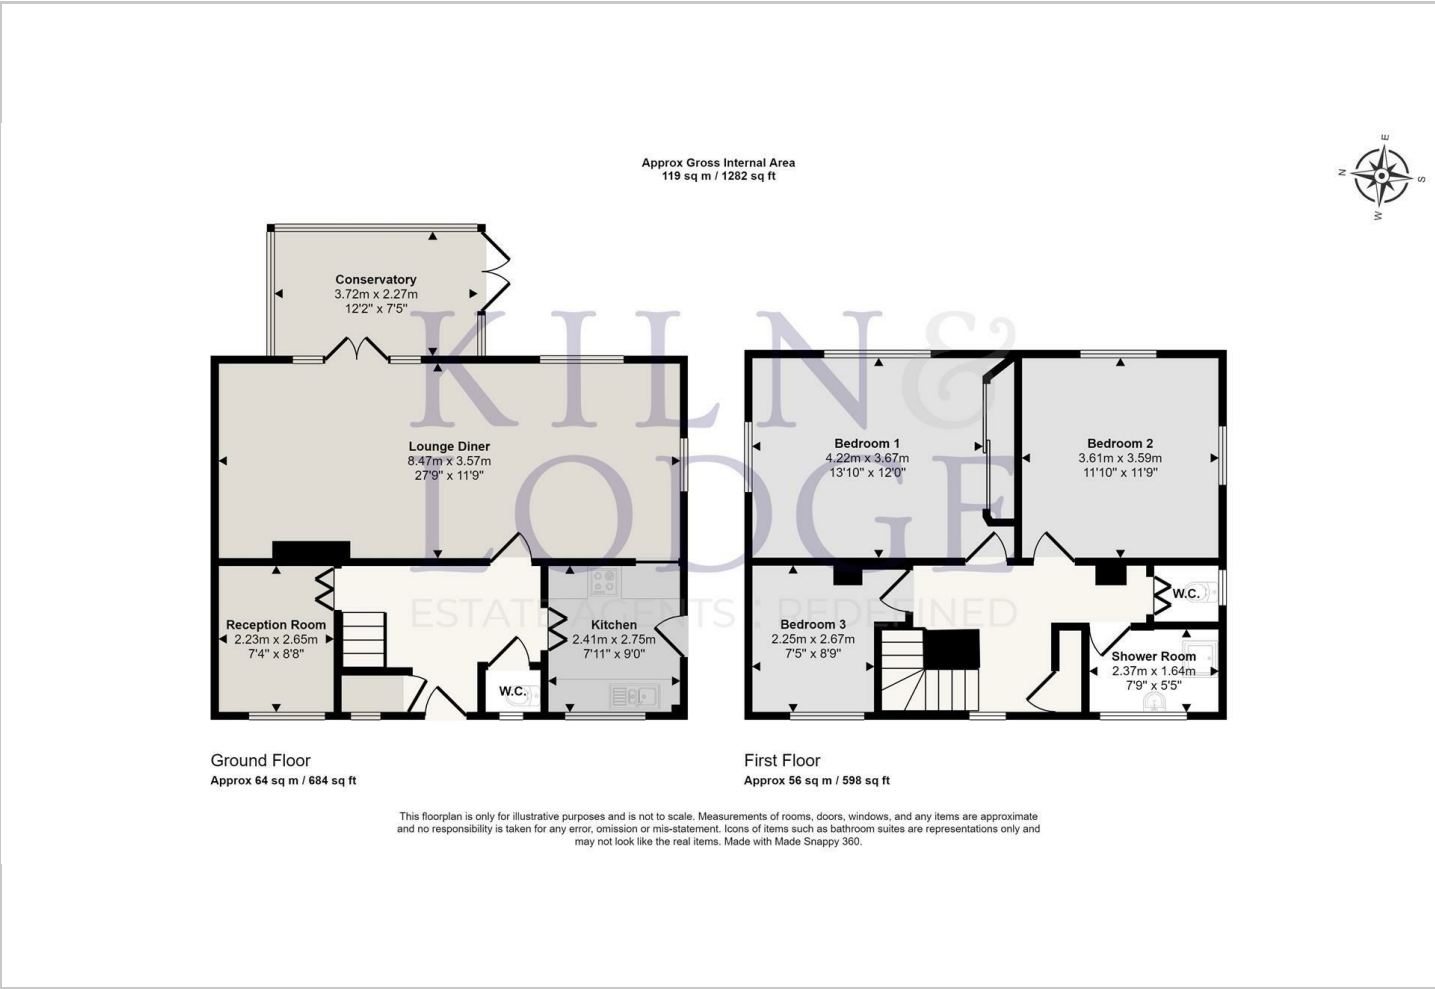 Approx Gross Internal Area
119 sq m / 1282 sq ft
E
N
S
W
Conservatory
3.72m x 2.27m
12'2" x 7'5"
KILN &
LODGE
ESTATE AGENTS : REDEFINED
Lounge Diner
8.47m x 3.57m
27'9" x 11'9"
Reception Room
2.23m x 2.65m
7'4" x 8'8"
W.C.
Kitchen
2.41m x 2.75m
7'11" x 9'0"
Bedroom 1
4.22m x 3.67m
13'10" x 12'0"
Bedroom 2
3.61m x 3.59m
11'10" x 11'9"
Bedroom 3
2.25m x 2.67m
7'5" x 8'9"
W.C.
Shower Room
2.37m x 1.64m
7'9" x 5'5"
Ground Floor
Approx 64 sq m / 684 sq ft
First Floor
Approx 56 sq m / 598 sq ft
This floorplan is only for illustrative purposes and is not to scale. Measurements of rooms, doors, windows, and any items are approximate
and no responsibility is taken for any error, omission or mis-statement. Icons of items such as bathroom suites are representations only and
may not look like the real items. Made with Made Snappy 360.